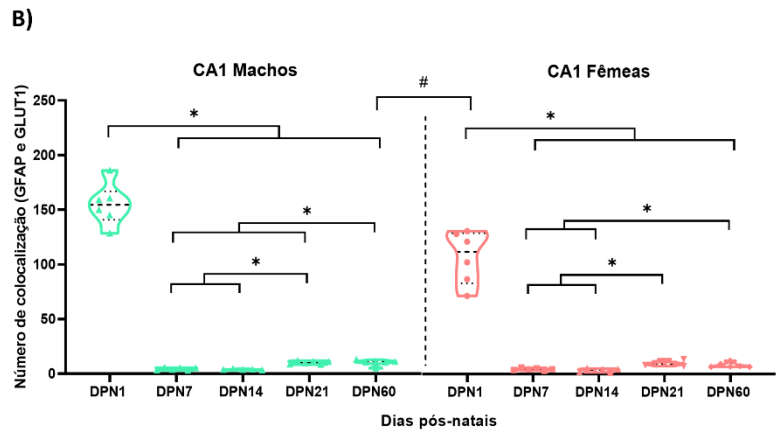 B)
CA1 Machos
CA1 Fêmeas
#
*
*
*
*
*
*
Número de colocalização (GFAP e GLUT1)
250
200
150
100
50
0
DPN1 DPN7 DPN14 DPN21 DPN60 DPN1 DPN7 DPN14 DPN21 DPN60
Dias pós-natais